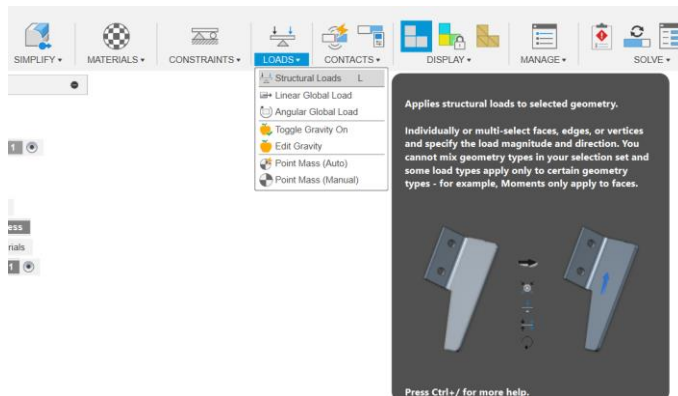 SIMPLIFY ▾
MATERIALS ▾
CONSTRAINTS ▾
LOADS ▾
CONTACTS ▾
DISPLAY ▾
MANAGE ▾
SOLVE ▾
Structural Loads L
Linear Global Load
Angular Global Load
Toggle Gravity On
Edit Gravity
Point Mass (Auto)
Point Mass (Manual)
1
ess
rials
1
Applies structural loads to selected geometry.
Individually or multi-select faces, edges, or vertices
and specify the load magnitude and direction. You
cannot mix geometry types in your selection set and
some load types apply only to certain geometry
types - for example, Moments only apply to faces.
Press Ctrl+/ for more help.